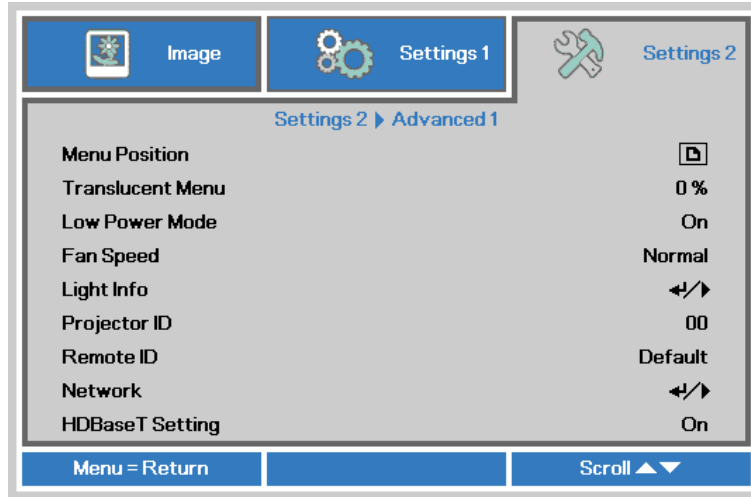 Image Settings 1 Settings 2
Settings 2 ▶ Advanced 1
Menu Position
Translucent Menu 0 %
Low Power Mode On
Fan Speed Normal
Light Info ↵/▶
Projector ID 00
Remote ID Default
Network ↵/▶
HDBaseT Setting On
Menu = Return Scroll ▲▼